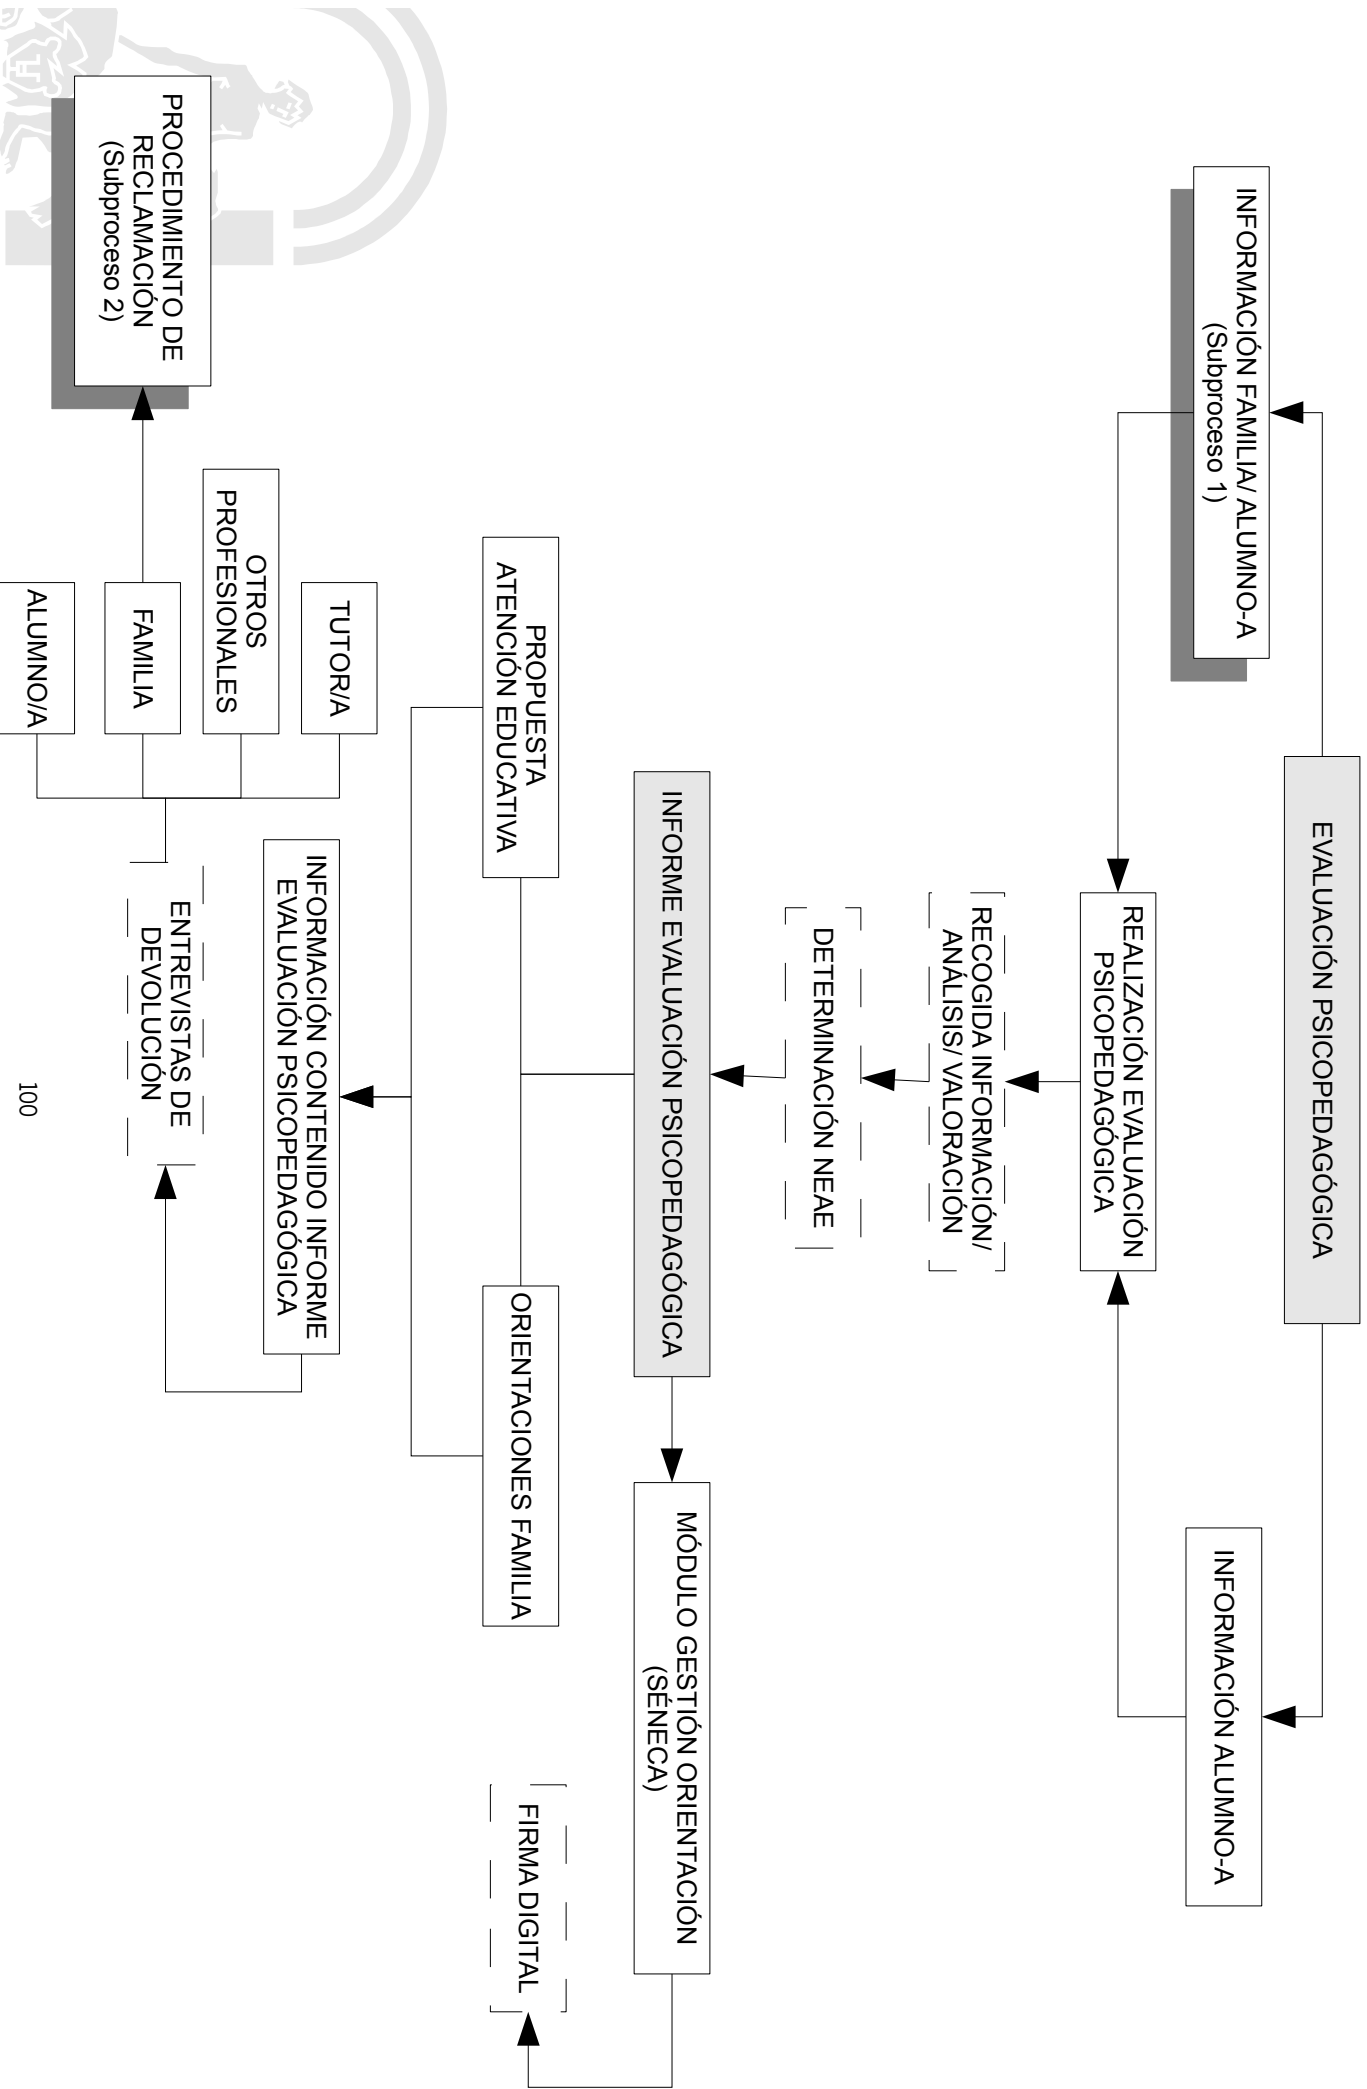 EVALUACIÓN PSICOPEDAGÓGICA
INFORMACIÓN FAMILIA/ ALUMNO-A
(Subproceso 1)
INFORMACIÓN ALUMNO-A
REALIZACIÓN EVALUACIÓN
PSICOPEDAGÓGICA
RECOGIDA INFORMACIÓN/
ANÁLISIS/ VALORACIÓN
DETERMINACIÓN NEAE
INFORME EVALUACIÓN PSICOPEDAGÓGICA
MÓDULO GESTIÓN ORIENTACIÓN
(SÉNECA)
FIRMA DIGITAL
PROPUESTA
ATENCIÓN EDUCATIVA
ORIENTACIONES FAMILIA
INFORMACIÓN CONTENIDO INFORME
EVALUACIÓN PSICOPEDAGÓGICA
ENTREVISTAS DE
DEVOLUCIÓN
TUTOR/A
OTROS
PROFESIONALES
FAMILIA
ALUMNO/A
PROCEDIMIENTO DE
RECLAMACIÓN
(Subproceso 2)
100